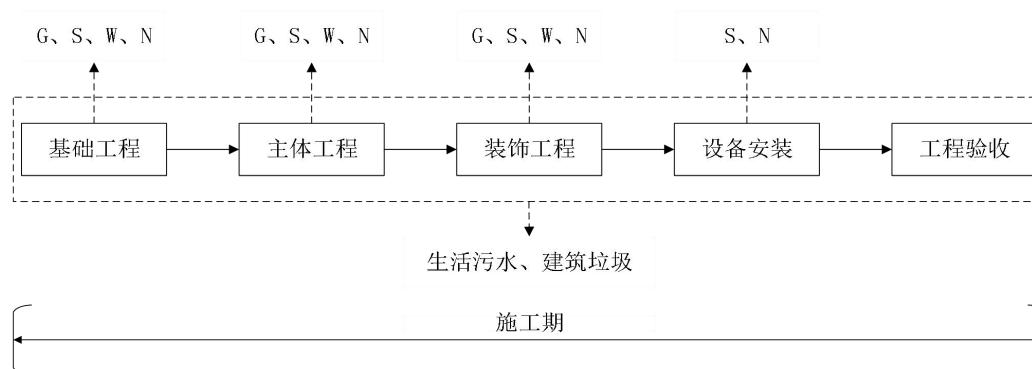 G、S、W、N
G、S、W、N
G、S、W、N
S、N
基础工程
主体工程
装饰工程
设备安装
工程验收
生活污水、建筑垃圾
施工期